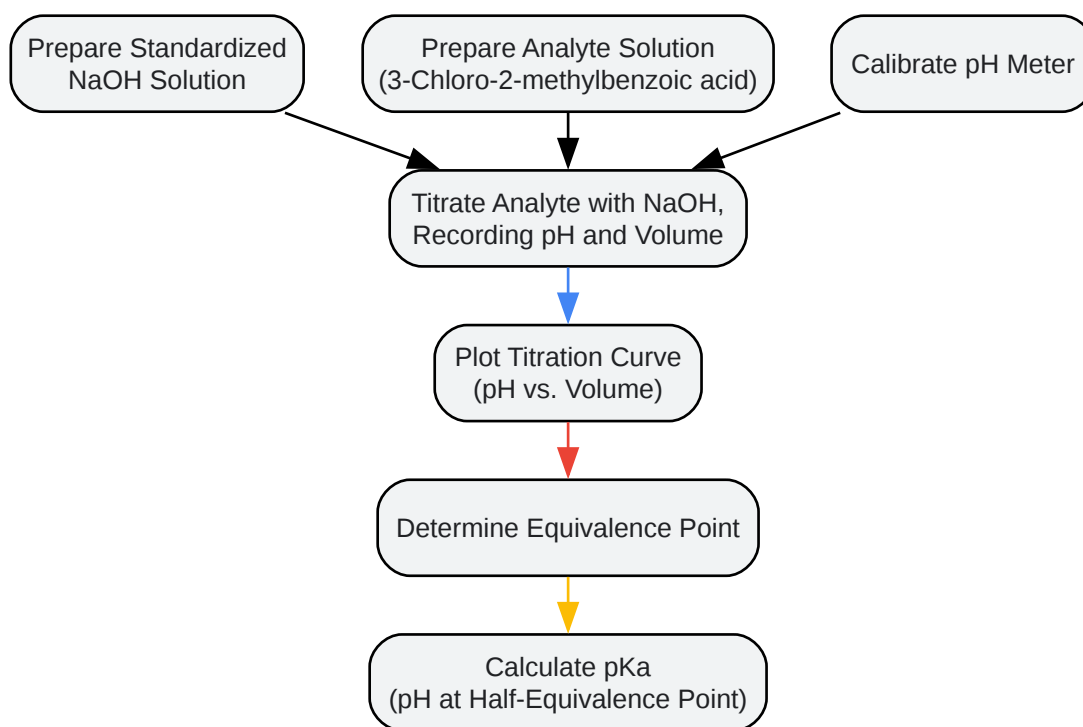 Prepare Standardized
NaOH Solution
Prepare Analyte Solution
(3-Chloro-2-methylbenzoic acid)
Calibrate pH Meter
Titrate Analyte with NaOH,
Recording pH and Volume
Plot Titration Curve
(pH vs. Volume)
Determine Equivalence Point
Calculate pKa
(pH at Half-Equivalence Point)